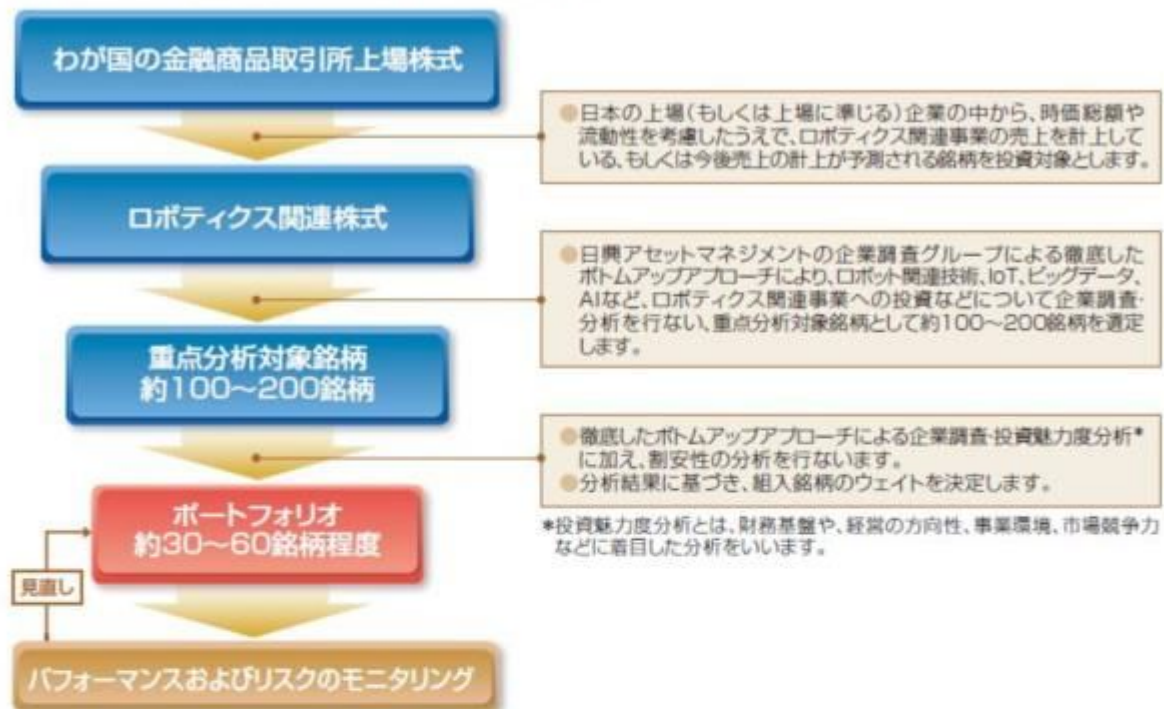 わが国の金融商品取引所上場株式
●日本の上場(もしくは上場に準じる)企業の中から、時価総額や
流動性を考慮したうえで、ロボティクス関連事業の売上を計上して
いる、もしくは今後売上の計上が予測される銘柄を投資対象とします。
ロボティクス関連株式
●日興アセットマネジメントの企業調査グループによる徹底した
ボトムアップアプローチにより、ロボット関連技術、IoT、ビッグデータ、
AIなど、ロボティクス関連事業への投資などについて企業調査・
分析を行ない、重点分析対象銘柄として約100〜200銘柄を選定
します。
重点分析対象銘柄
約100〜200銘柄
●徹底したボトムアップアプローチによる企業調査・投資魅力度分析*
に加え、割安性の分析を行ないます。
●分析結果に基づき、組入銘柄のウェイトを決定します。
*投資魅力度分析とは、財務基盤や、経営の方向性、事業環境、市場競争力
などに着目した分析をいいます。
ポートフォリオ
約30〜60銘柄程度
見直し
パフォーマンスおよびリスクのモニタリング